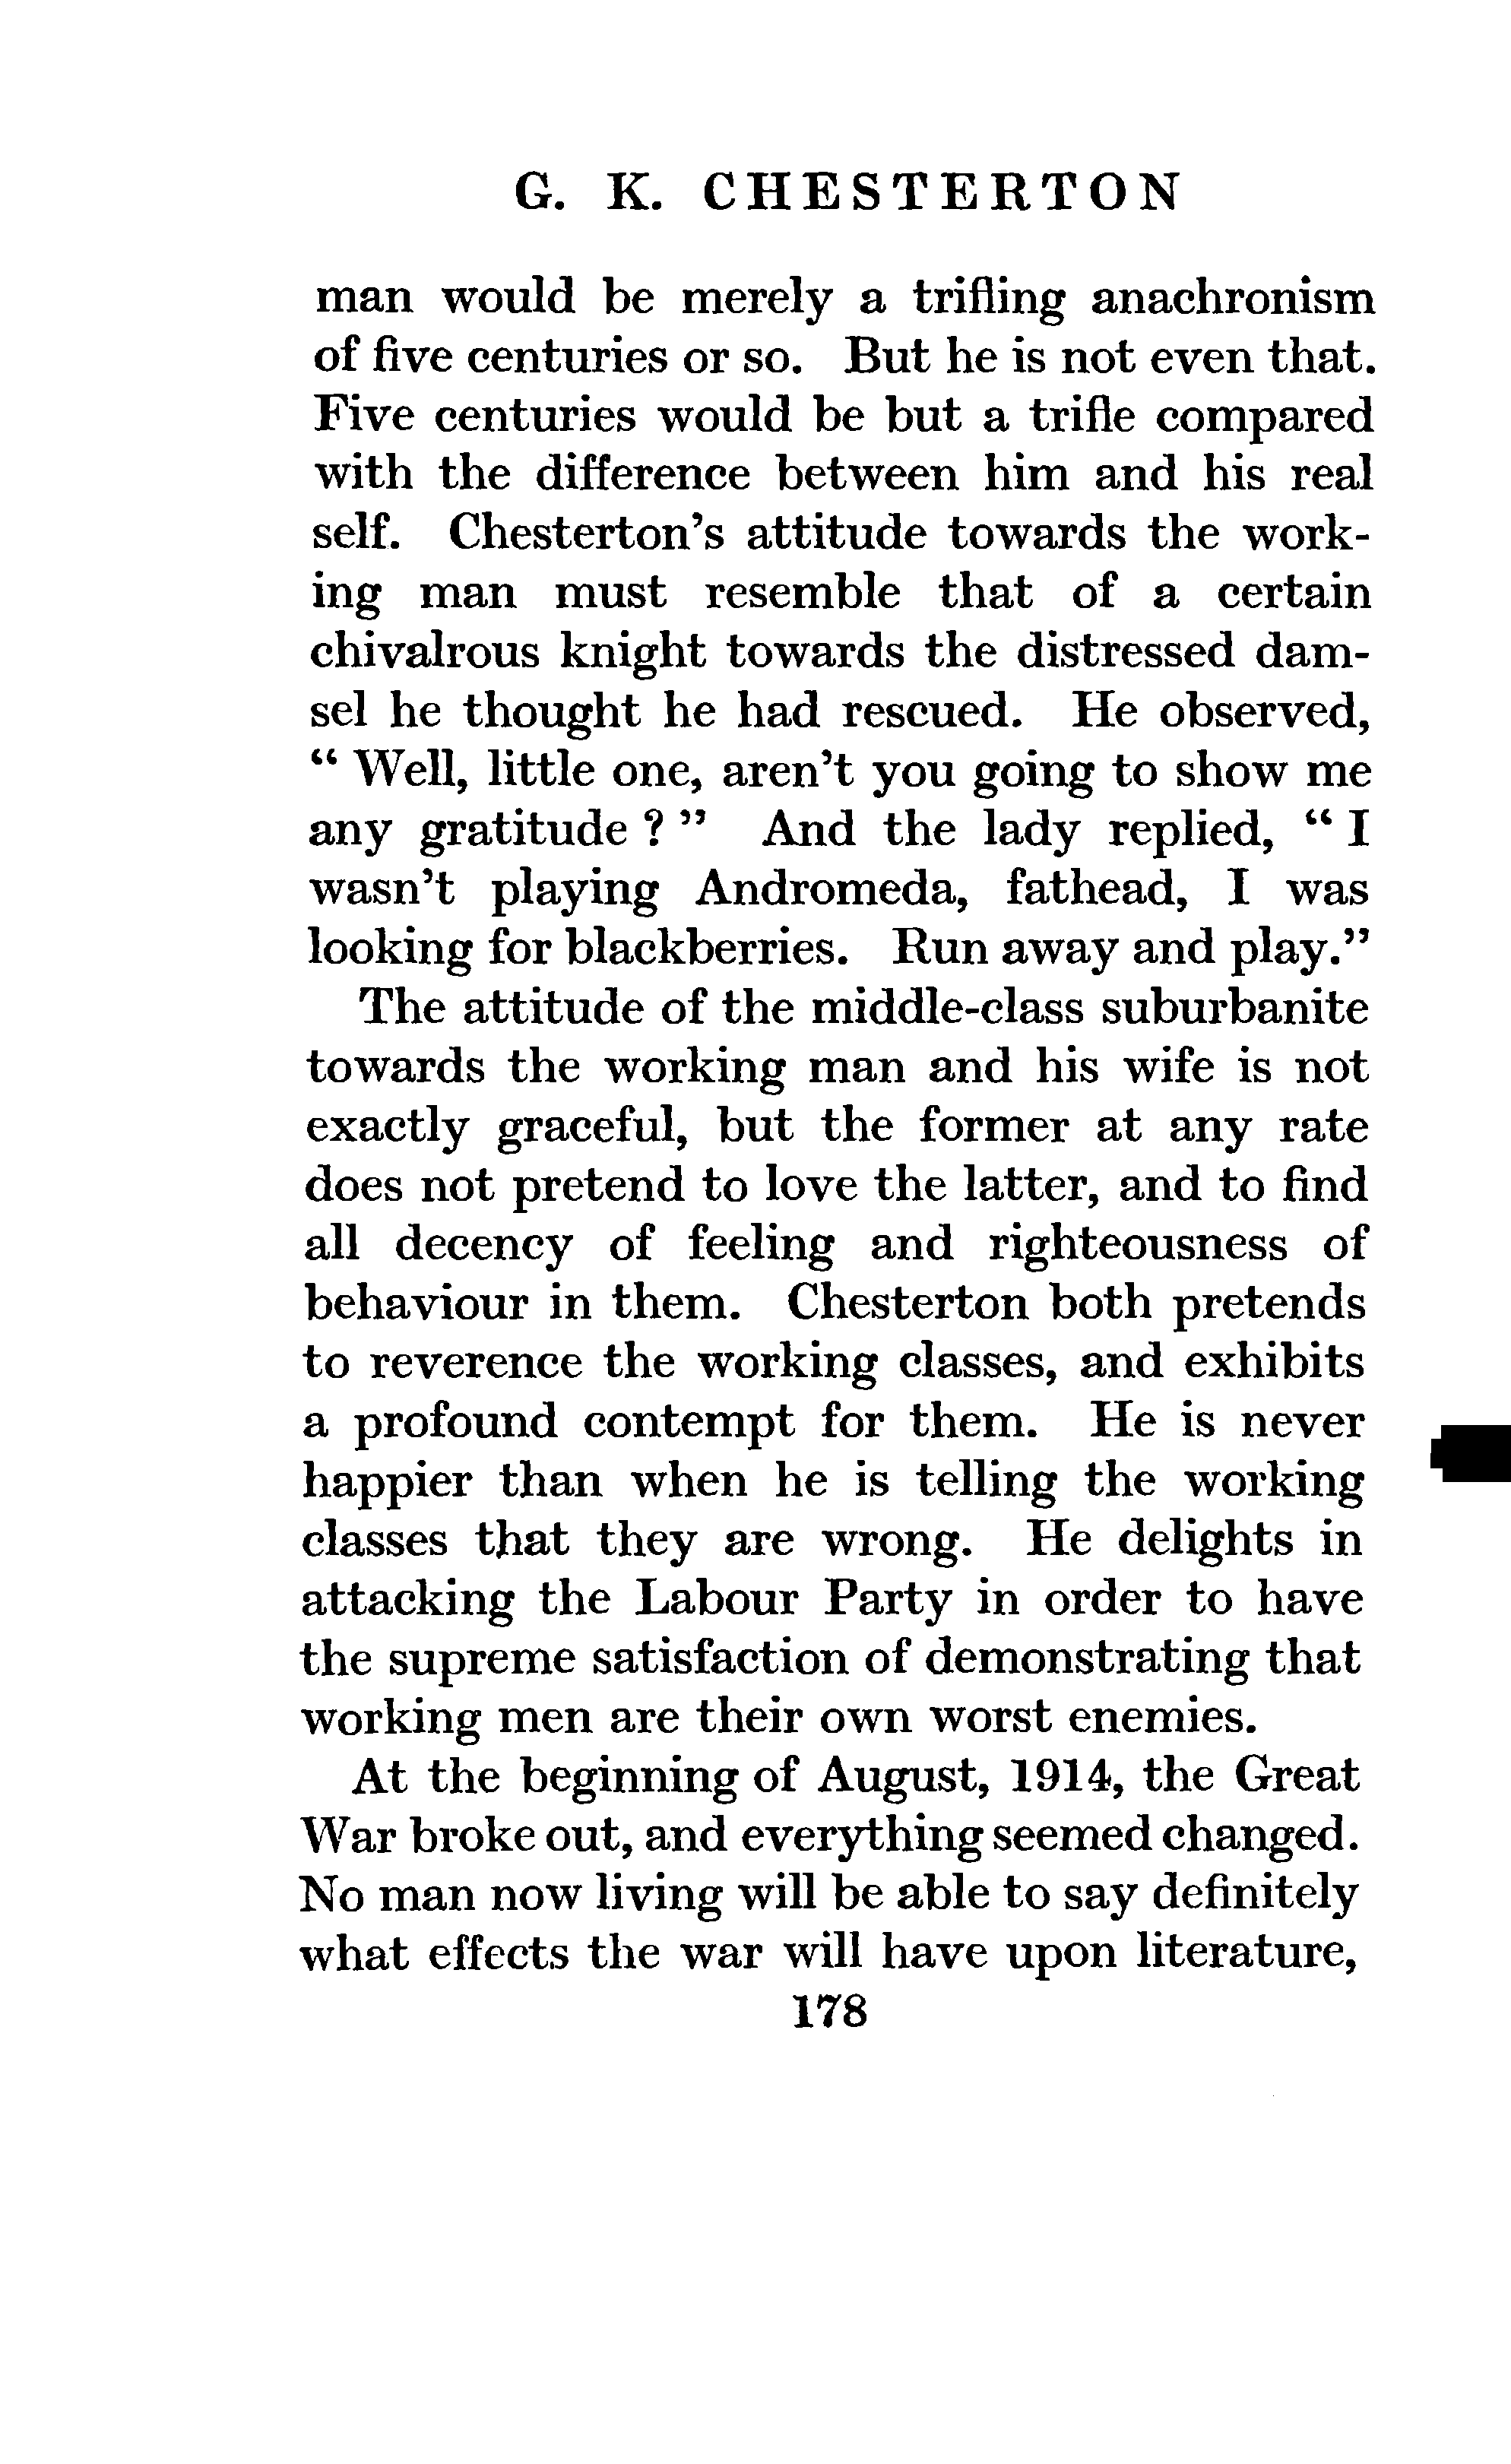 G. K. CHESTERTON
man would be merely a trifling anachronism
of five centuries or so. But he is not even that.
Five centuries would be but a trifle compared
with the difference between him and his real
self. Chesterton's attitude towards the work-
ing man must resemble that of a certain
chivalrous knight towards the distressed dam-
sel he thought he had rescued. He observed,
“ Well, little one, aren't you going to show me
any gratitude ? ” And the lady replied, “ I
wasn't playing Andromeda, fathead, I was
looking for blackberries. Run away and play.”
The attitude of the middle-class suburbanite
towards the working man and his wife is not
exactly graceful, but the former at any rate
does not pretend to love the latter, and to find
all decency of feeling and righteousness of
behaviour in them. Chesterton both pretends
to reverence the working classes, and exhibits
a profound contempt for them. He is never
happier than when he is telling the working
classes that they are wrong. He delights in
attacking the Labour Party in order to have
the supreme satisfaction of demonstrating that
working men are their own worst enemies.
At the beginning of August, 1914, the Great
War broke out, and everything seemed changed.
No man now living will be able to say definitely
what effects the war will have upon literature,
178